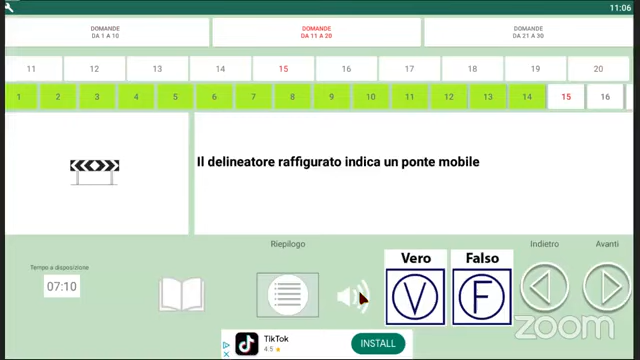 11:06
DOMANDE
DA 1 A 10
DOMANDE
DA 11 A 20
DOMANDE
DA 21 A 30
11 12 13 14 15 16 17 18 19 20
1 2 3 4 5 6 7 8 9 10 11 12 13 14 15 16
Il delineatore raffigurato indica un ponte mobile
Riepilogo
Tempo a disposizione
07:10
Vero
Falso
V
F
Indietro
Avanti
TikTok
4.5
INSTALL
zoom